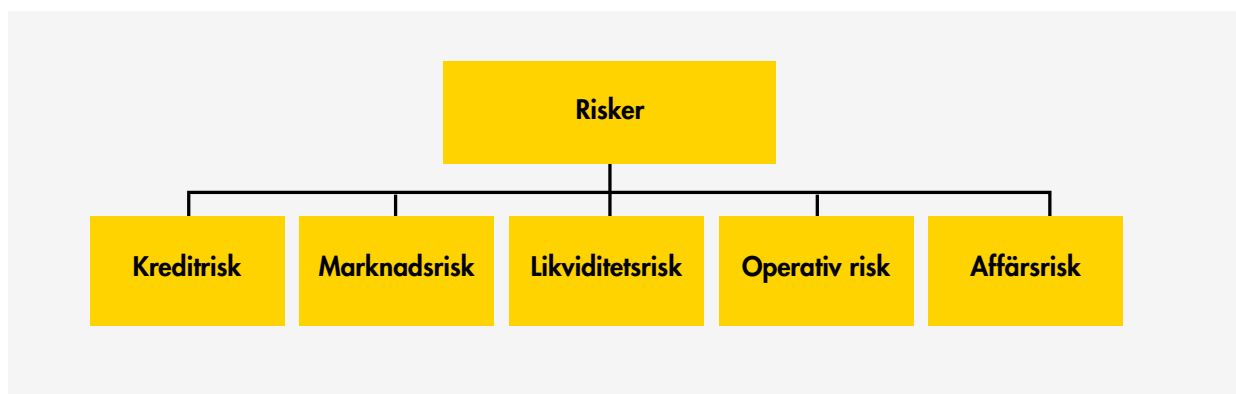 Risker
Kreditrisk
Marknadsrisk
Likviditetsrisk
Operativ risk
Affärsrisk